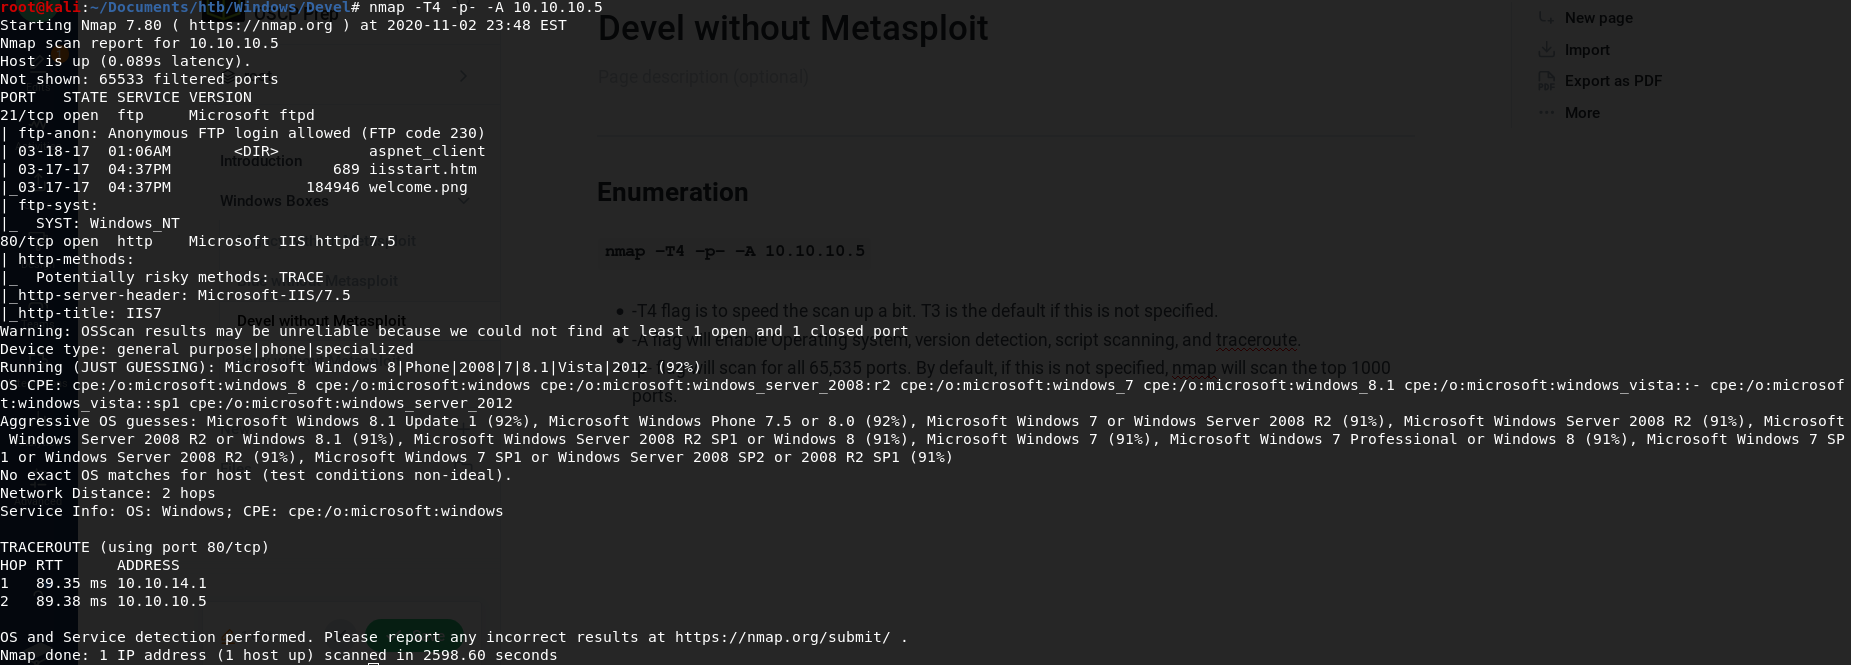 root@kali:~/Documents/htb/Windows/Devel# nmap -T4 -p- -A 10.10.10.5
Starting Nmap 7.80 ( https://nmap.org ) at 2020-11-02 23:48 EST
Nmap scan report for 10.10.10.5
Host is up (0.089s latency).
Not shown: 65533 filtered ports
PORT   STATE SERVICE VERSION
21/tcp open  ftp     Microsoft ftpd
| ftp-anon: Anonymous FTP login allowed (FTP code 230)
| 03-18-17  01:06AM       <DIR>          aspnet_client
| 03-17-17  04:37PM                  689 iisstart.htm
|_03-17-17  04:37PM               184946 welcome.png
| ftp-syst:
|_  SYST: Windows_NT
80/tcp open  http    Microsoft IIS httpd 7.5
| http-methods:
|_  Potentially risky methods: TRACE
|_http-server-header: Microsoft-IIS/7.5
|_http-title: IIS7
Warning: OSScan results may be unreliable because we could not find at least 1 open and 1 closed port
Device type: general purpose|phone|specialized
Running (JUST GUESSING): Microsoft Windows 8|Phone|2008|7|8.1|Vista|2012 (92%)
OS CPE: cpe:/o:microsoft:windows_8 cpe:/o:microsoft:windows cpe:/o:microsoft:windows_server_2008:r2 cpe:/o:microsoft:windows_7 cpe:/o:microsoft:windows_8.1 cpe:/o:microsoft:windows_vista::- cpe:/o:microsof
t:windows_vista::sp1 cpe:/o:microsoft:windows_server_2012
Aggressive OS guesses: Microsoft Windows 8.1 Update 1 (92%), Microsoft Windows Phone 7.5 or 8.0 (92%), Microsoft Windows 7 or Windows Server 2008 R2 (91%), Microsoft Windows Server 2008 R2 (91%), Microsoft
 Windows Server 2008 R2 or Windows 8.1 (91%), Microsoft Windows Server 2008 R2 SP1 or Windows 8 (91%), Microsoft Windows 7 (91%), Microsoft Windows 7 Professional or Windows 8 (91%), Microsoft Windows 7 SP
1 or Windows Server 2008 R2 (91%), Microsoft Windows 7 SP1 or Windows Server 2008 SP2 or 2008 R2 SP1 (91%)
No exact OS matches for host (test conditions non-ideal).
Network Distance: 2 hops
Service Info: OS: Windows; CPE: cpe:/o:microsoft:windows
TRACEROUTE (using port 80/tcp)
HOP RTT      ADDRESS
1   89.35 ms 10.10.14.1
2   89.38 ms 10.10.10.5
OS and Service detection performed. Please report any incorrect results at https://nmap.org/submit/ .
Nmap done: 1 IP address (1 host up) scanned in 2598.60 seconds
OSCP Prep
Introduction
Windows Boxes
Metasploit
Devel without Metasploit
Devel without Metasploit
Page description (optional)
Enumeration
nmap -T4 -p- -A 10.10.10.5
-T4 flag is to speed the scan up a bit. T3 is the default if this is not specified.
-A flag will enable Operating system, version detection, script scanning, and traceroute.
will scan for all 65,535 ports. By default, if this is not specified, nmap will scan the top 1000
ports.
New page
Import
Export as PDF
More